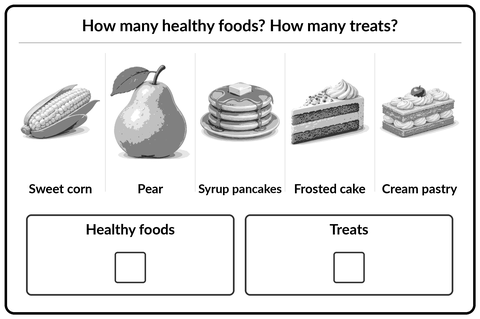 How many healthy foods? How many treats?
Sweet corn
Pear
Syrup pancakes
Frosted cake
Cream pastry
Healthy foods
Treats